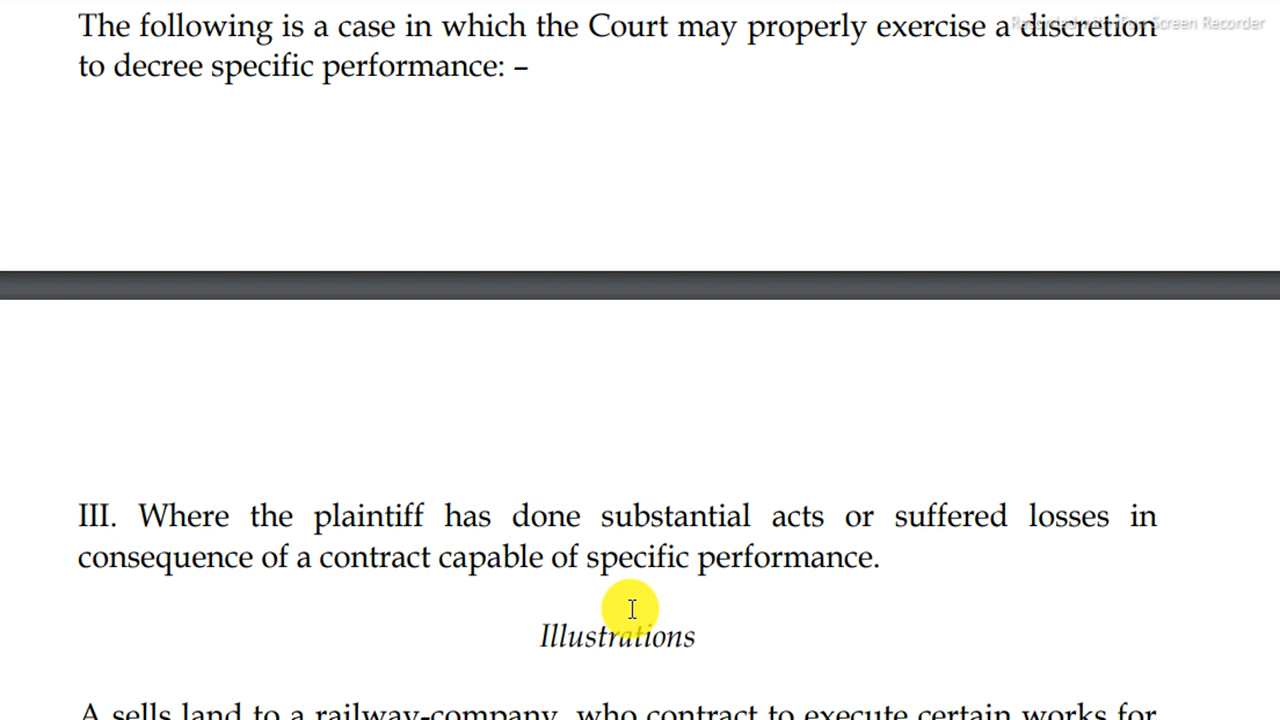 The following is a case in which the Court may properly exercise a discretion
to decree specific performance: –
III. Where the plaintiff has done substantial acts or suffered losses in
consequence of a contract capable of specific performance.
Illustrations
A sells land to a railway-company, who contract to execute certain works for
Screen Recorder